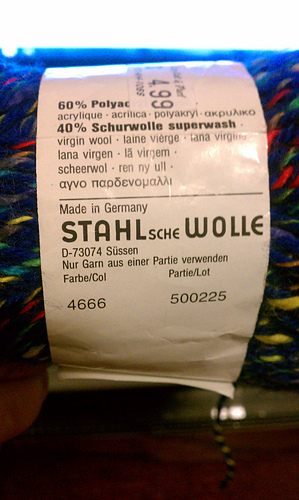 4.99
60% Polyac
acrylique · acrilica · polyakryl · ακρυλικο
40% Schurwolle superwash ·
virgin wool · laine vierge · lana vergine
lana virgen · lã virgem ·
scheerwol · ren ny ull ·
αγνο παρδενομαλλι
Made in Germany
STAHLSCHE WOLLE
D-73074 Süssen
Nur Garn aus einer Partie verwenden
Farbe/Col Partie/Lot
4666 500225